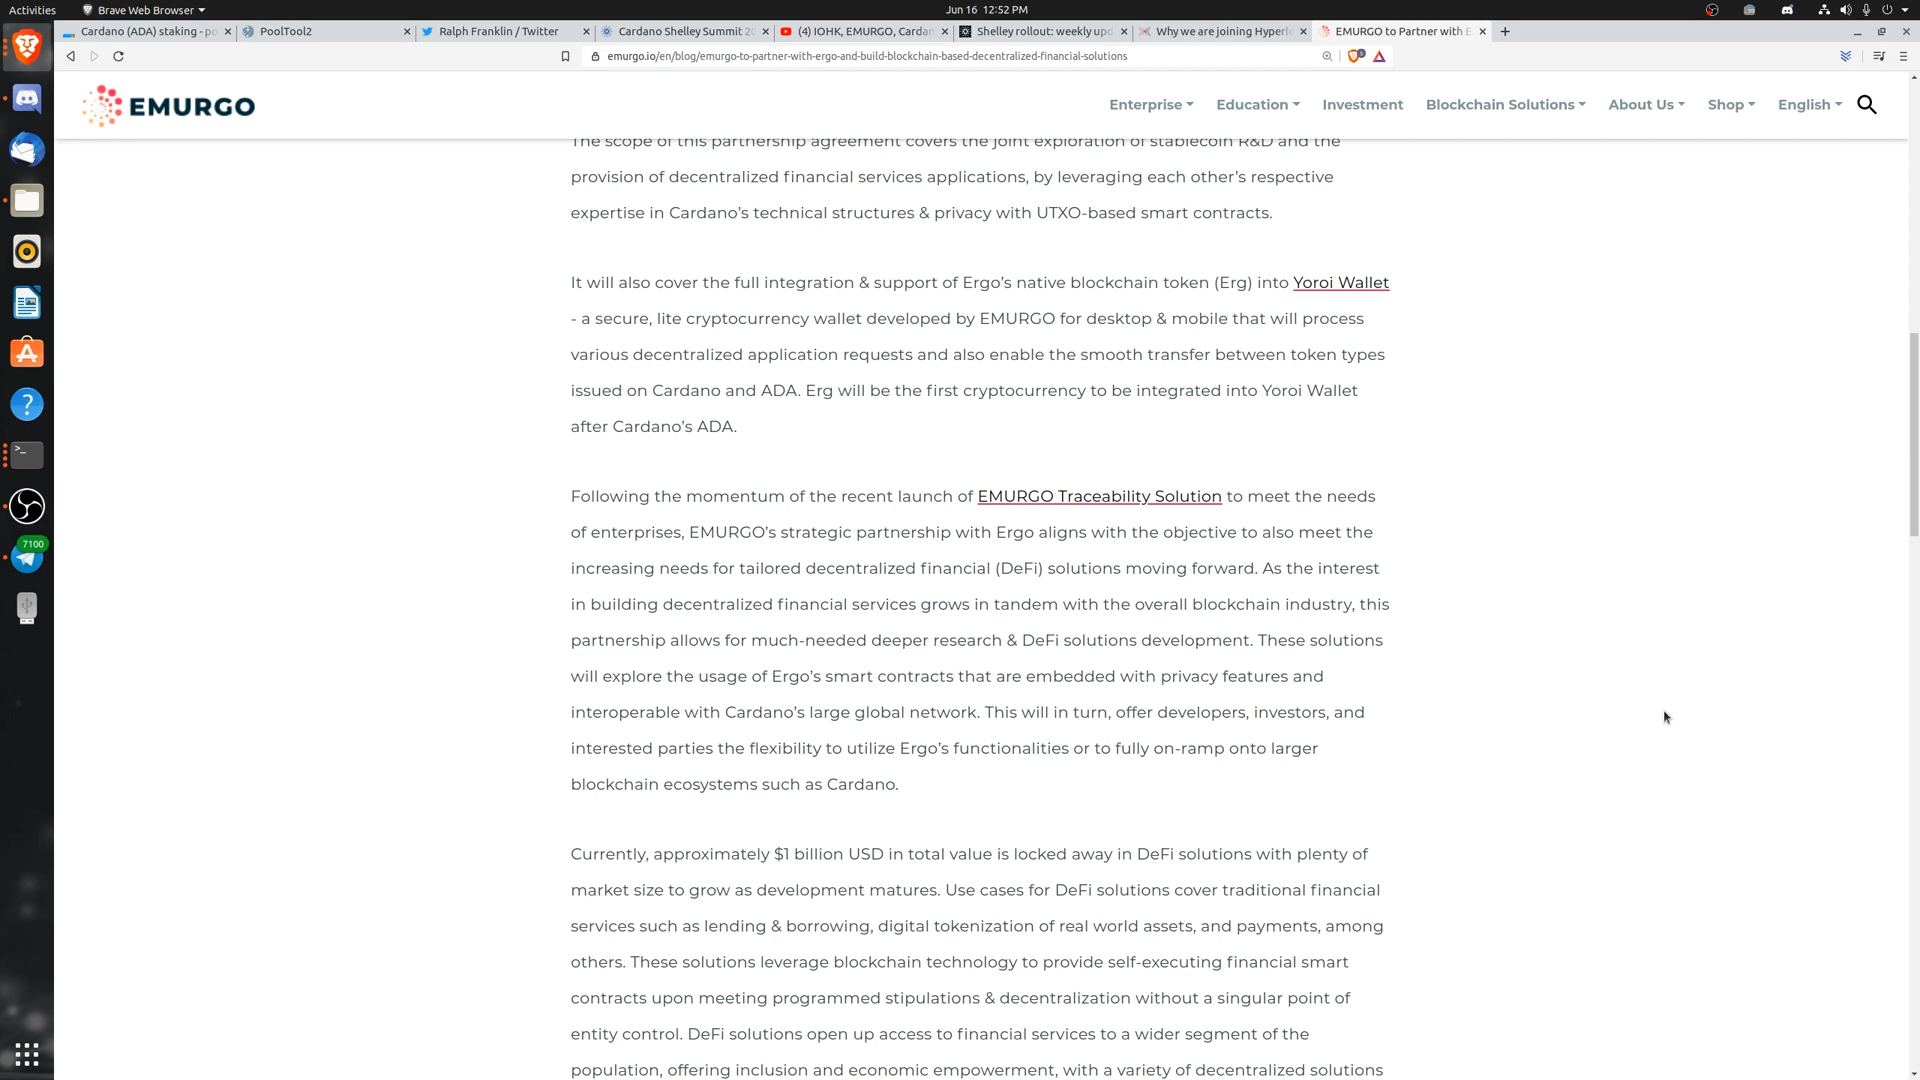 Activities
Brave Web Browser
Jun 16 12:52 PM
Cardano (ADA) staking - po
PoolTool2
Ralph Franklin / Twitter
Cardano Shelley Summit 20
(4) IOHK, EMURGO, Cardan
Shelley rollout: weekly upd
Why we are joining Hyperle
EMURGO to Partner with E
emurgo.io/en/blog/emurgo-to-partner-with-ergo-and-build-blockchain-based-decentralized-financial-solutions
EMURGO
Enterprise
Education
Investment
Blockchain Solutions
About Us
Shop
English
The scope of this partnership agreement covers the joint exploration of stablecoin R&D and the
provision of decentralized financial services applications, by leveraging each other’s respective
expertise in Cardano’s technical structures & privacy with UTXO-based smart contracts.
It will also cover the full integration & support of Ergo’s native blockchain token (Erg) into Yoroi Wallet
- a secure, lite cryptocurrency wallet developed by EMURGO for desktop & mobile that will process
various decentralized application requests and also enable the smooth transfer between token types
issued on Cardano and ADA. Erg will be the first cryptocurrency to be integrated into Yoroi Wallet
after Cardano’s ADA.
Following the momentum of the recent launch of EMURGO Traceability Solution to meet the needs
of enterprises, EMURGO’s strategic partnership with Ergo aligns with the objective to also meet the
increasing needs for tailored decentralized financial (DeFi) solutions moving forward. As the interest
in building decentralized financial services grows in tandem with the overall blockchain industry, this
partnership allows for much-needed deeper research & DeFi solutions development. These solutions
will explore the usage of Ergo’s smart contracts that are embedded with privacy features and
interoperable with Cardano’s large global network. This will in turn, offer developers, investors, and
interested parties the flexibility to utilize Ergo’s functionalities or to fully on-ramp onto larger
blockchain ecosystems such as Cardano.
Currently, approximately $1 billion USD in total value is locked away in DeFi solutions with plenty of
market size to grow as development matures. Use cases for DeFi solutions cover traditional financial
services such as lending & borrowing, digital tokenization of real world assets, and payments, among
others. These solutions leverage blockchain technology to provide self-executing financial smart
contracts upon meeting programmed stipulations & decentralization without a singular point of
entity control. DeFi solutions open up access to financial services to a wider segment of the
population, offering inclusion and economic empowerment, with a variety of decentralized solutions
7100